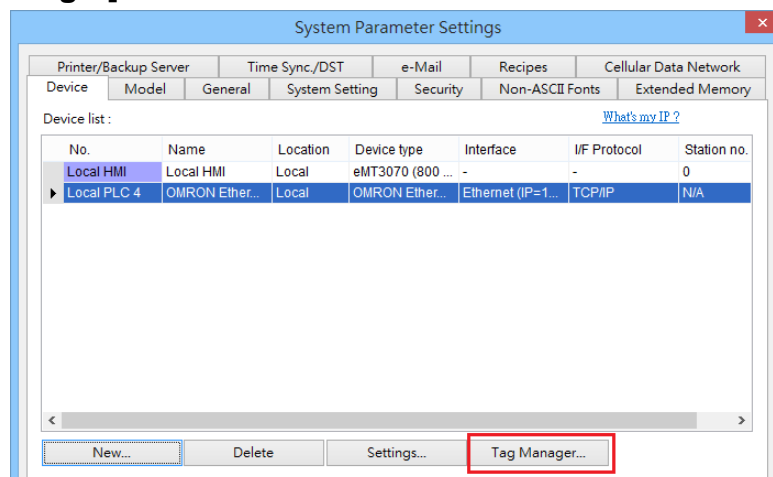 System Parameter Settings
Printer/Backup Server Time Sync./DST e-Mail Recipes Cellular Data Network
Device Model General System Setting Security Non-ASCII Fonts Extended Memory
Device list : What's my IP ?
No. Name Location Device type Interface I/F Protocol Station no.
Local HMI Local HMI Local eMT3070 (800 ... - - 0
Local PLC 4 OMRON Ether... Local OMRON Ether... Ethernet (IP=1... TCP/IP N/A
New... Delete Settings... Tag Manager...